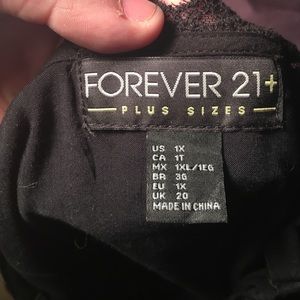 FOREVER 21+
PLUS SIZES
US 1X
CA 1T
MX 1XL/1EG
BR 3G
EU 1X
UK 20
MADE IN CHINA